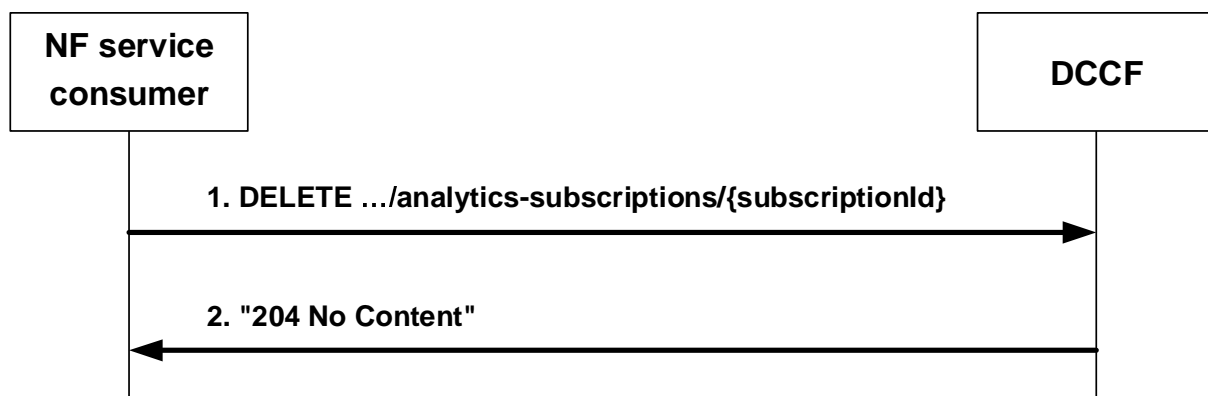 NF service
consumer
DCCF
1. DELETE …/analytics-subscriptions/{subscriptionId}
2. "204 No Content"